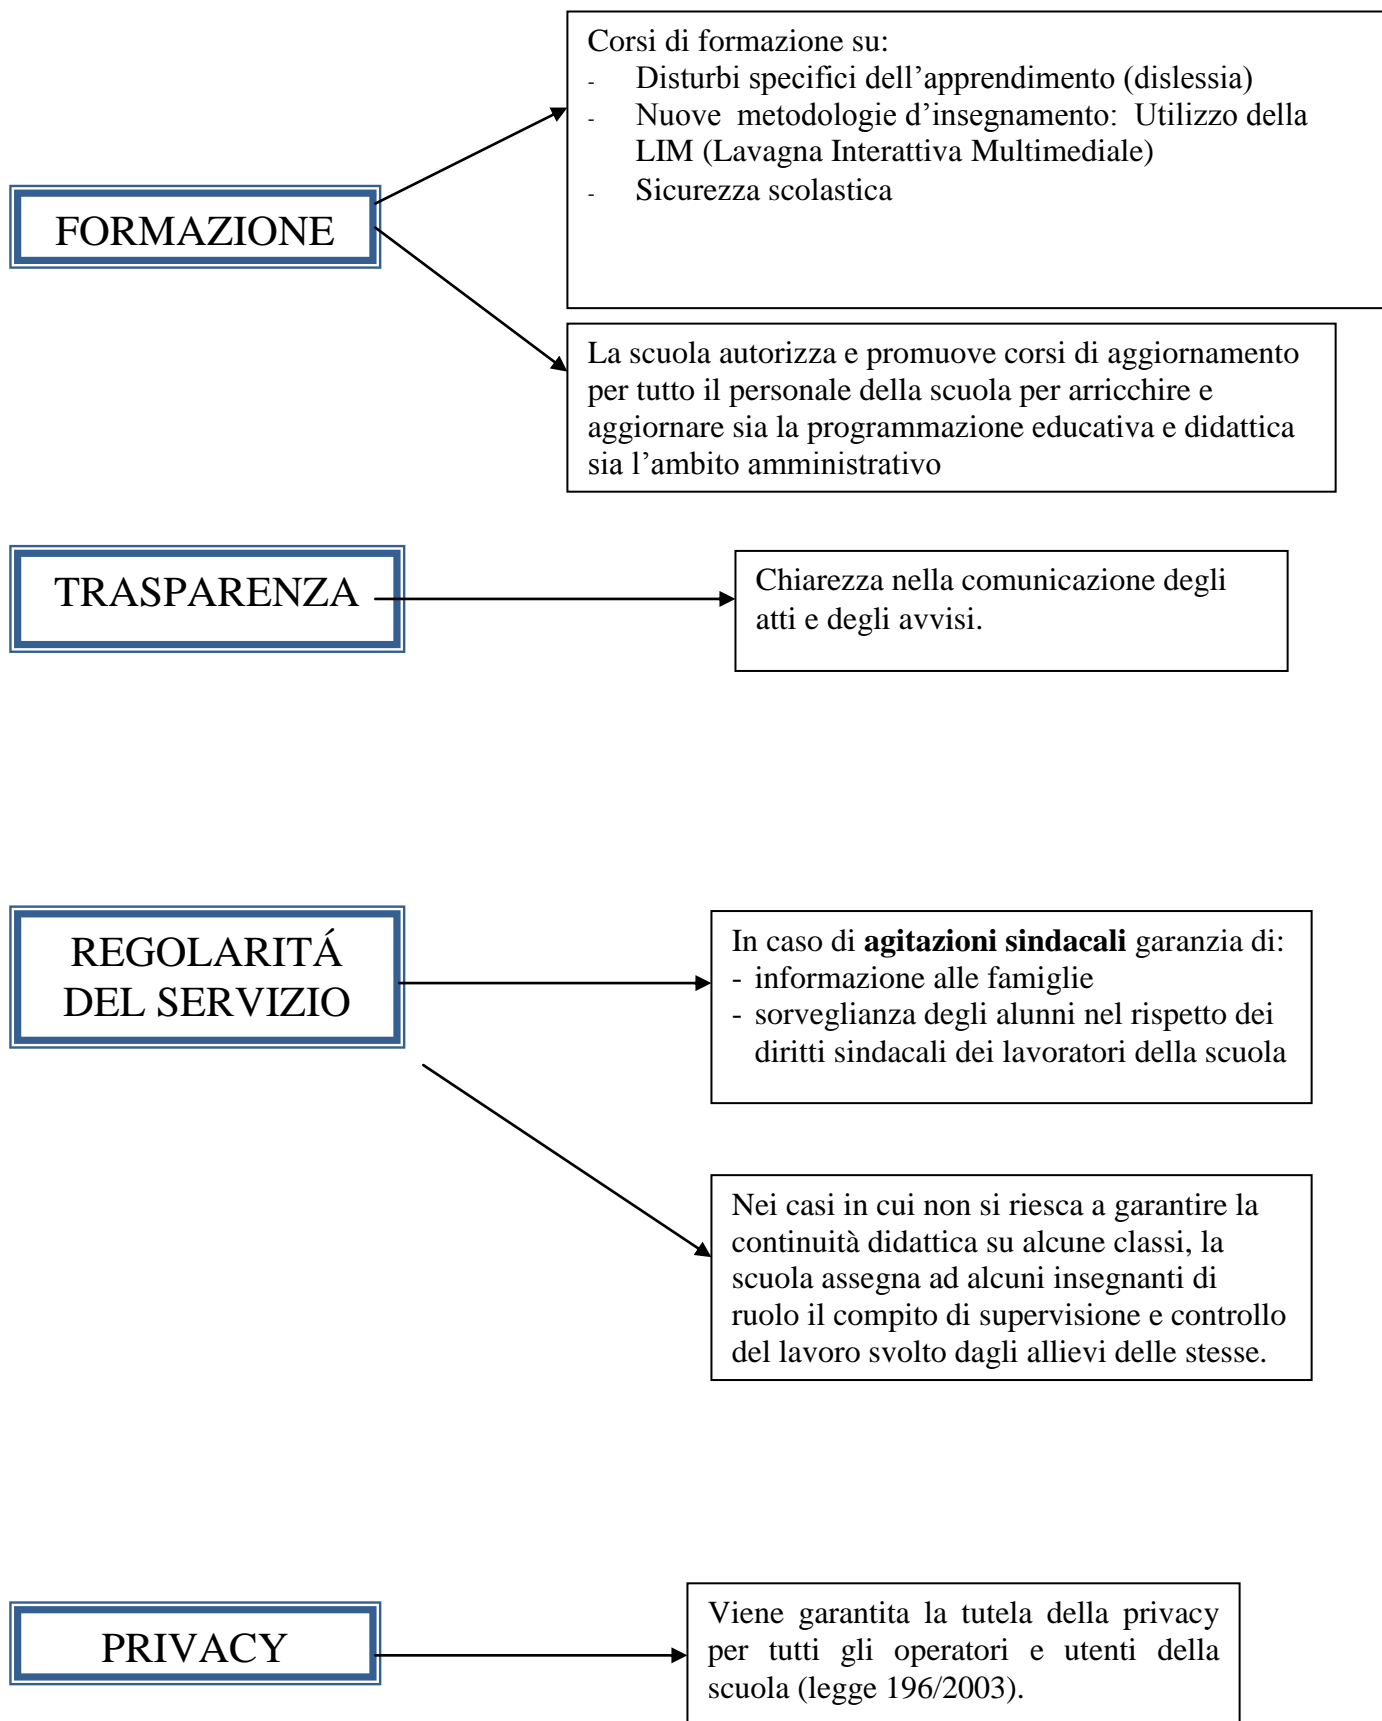 Corsi di formazione su:
- Disturbi specifici dell’apprendimento (dislessia)
- Nuove metodologie d’insegnamento: Utilizzo della
LIM (Lavagna Interattiva Multimediale)
- Sicurezza scolastica
FORMAZIONE
La scuola autorizza e promuove corsi di aggiornamento
per tutto il personale della scuola per arricchire e
aggiornare sia la programmazione educativa e didattica
sia l’ambito amministrativo
TRASPARENZA
Chiarezza nella comunicazione degli
atti e degli avvisi.
REGOLARITÁ
DEL SERVIZIO
In caso di agitazioni sindacali garanzia di:
- informazione alle famiglie
- sorveglianza degli alunni nel rispetto dei
diritti sindacali dei lavoratori della scuola
Nei casi in cui non si riesca a garantire la
continuità didattica su alcune classi, la
scuola assegna ad alcuni insegnanti di
ruolo il compito di supervisione e controllo
del lavoro svolto dagli allievi delle stesse.
PRIVACY
Viene garantita la tutela della privacy
per tutti gli operatori e utenti della
scuola (legge 196/2003).